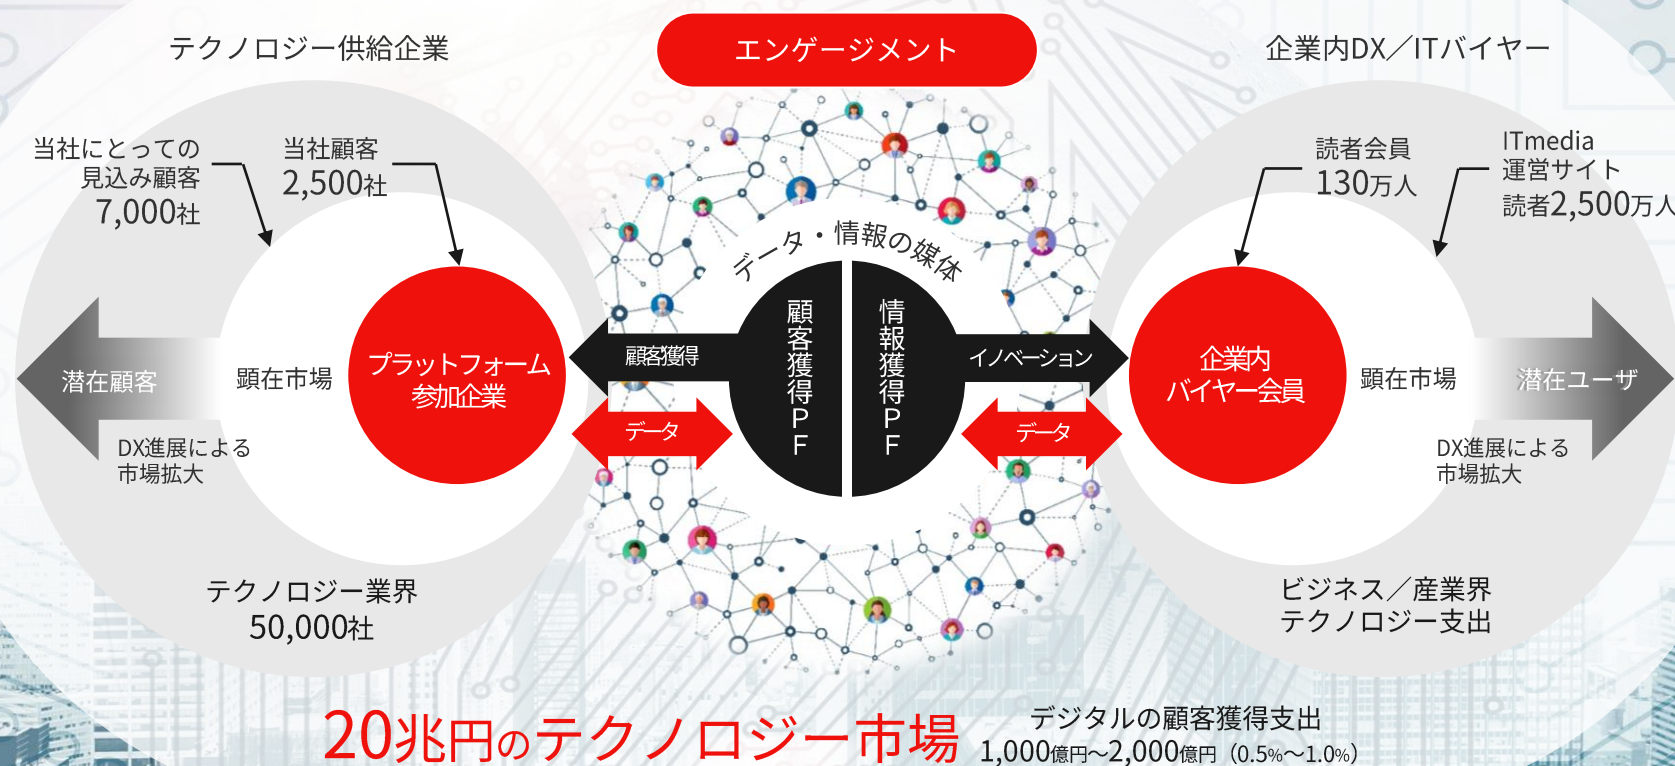 テクノロジー供給企業
エンゲージメント
企業内DX／ITバイヤー
当社にとっての
見込み顧客
7,000社
当社顧客
2,500社
読者会員
130万人
ITmedia
運営サイト
読者2,500万人
データ・情報の媒体
潜在顧客
顕在市場
プラットフォーム
参加企業
顧客獲得
データ
顧客獲得PF
情報獲得PF
イノベーション
データ
企業内
バイヤー会員
顕在市場
潜在ユーザ
DX進展による
市場拡大
DX進展による
市場拡大
テクノロジー業界
50,000社
ビジネス／産業界
テクノロジー支出
20兆円のテクノロジー市場
デジタルの顧客獲得支出
1,000億円～2,000億円（0.5%～1.0%）